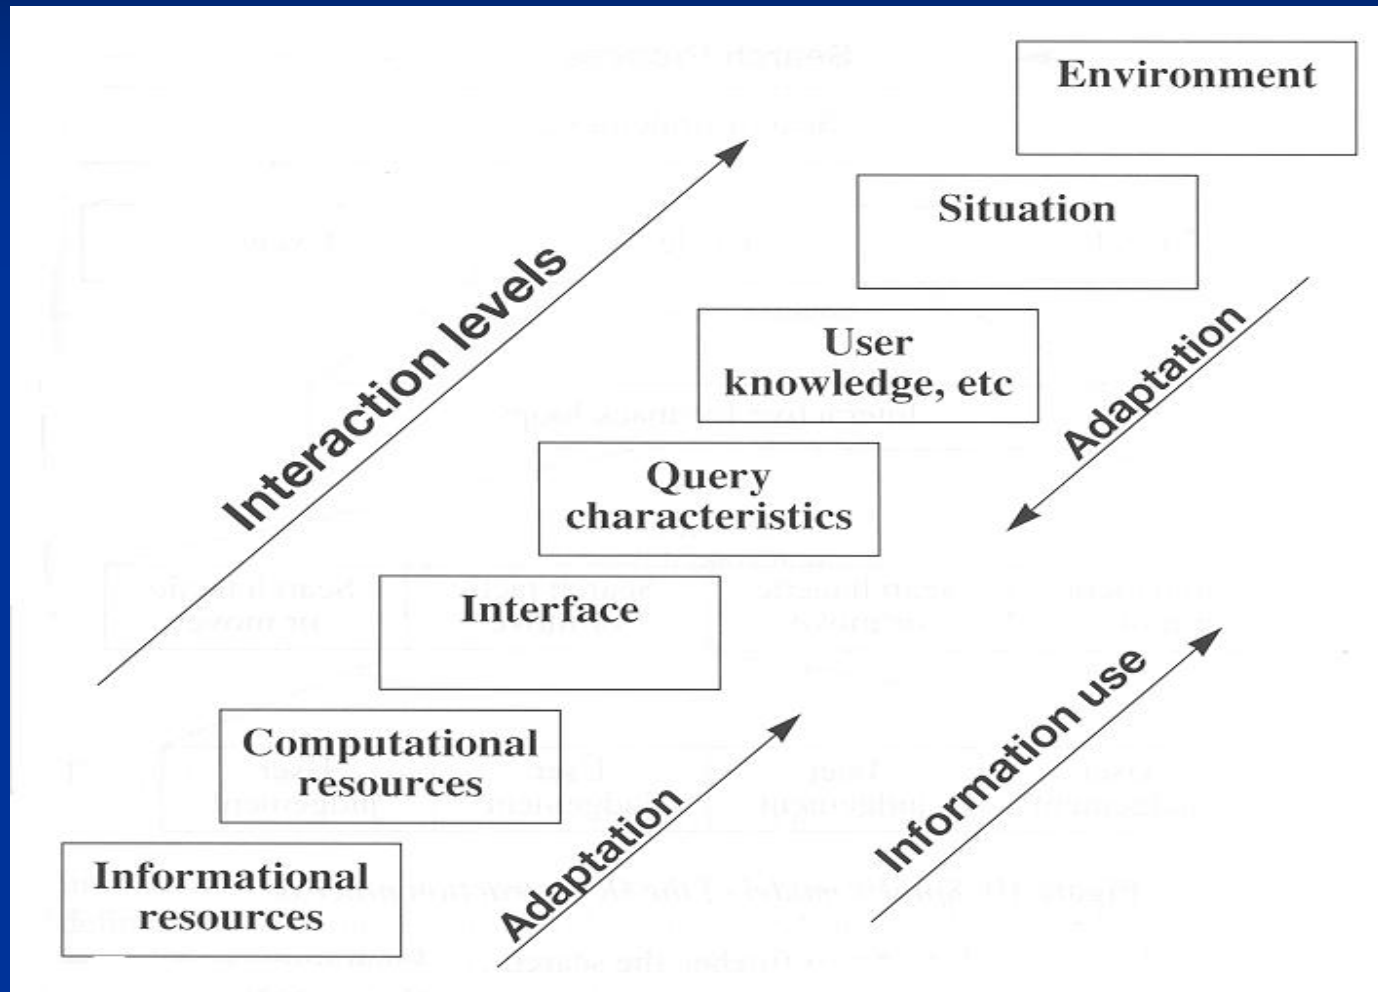 Environment
Situation
Interaction levels
User
knowledge, etc
Adaptation
Query
characteristics
Interface
Computational
resources
Information use
Adaptation
Informational
resources